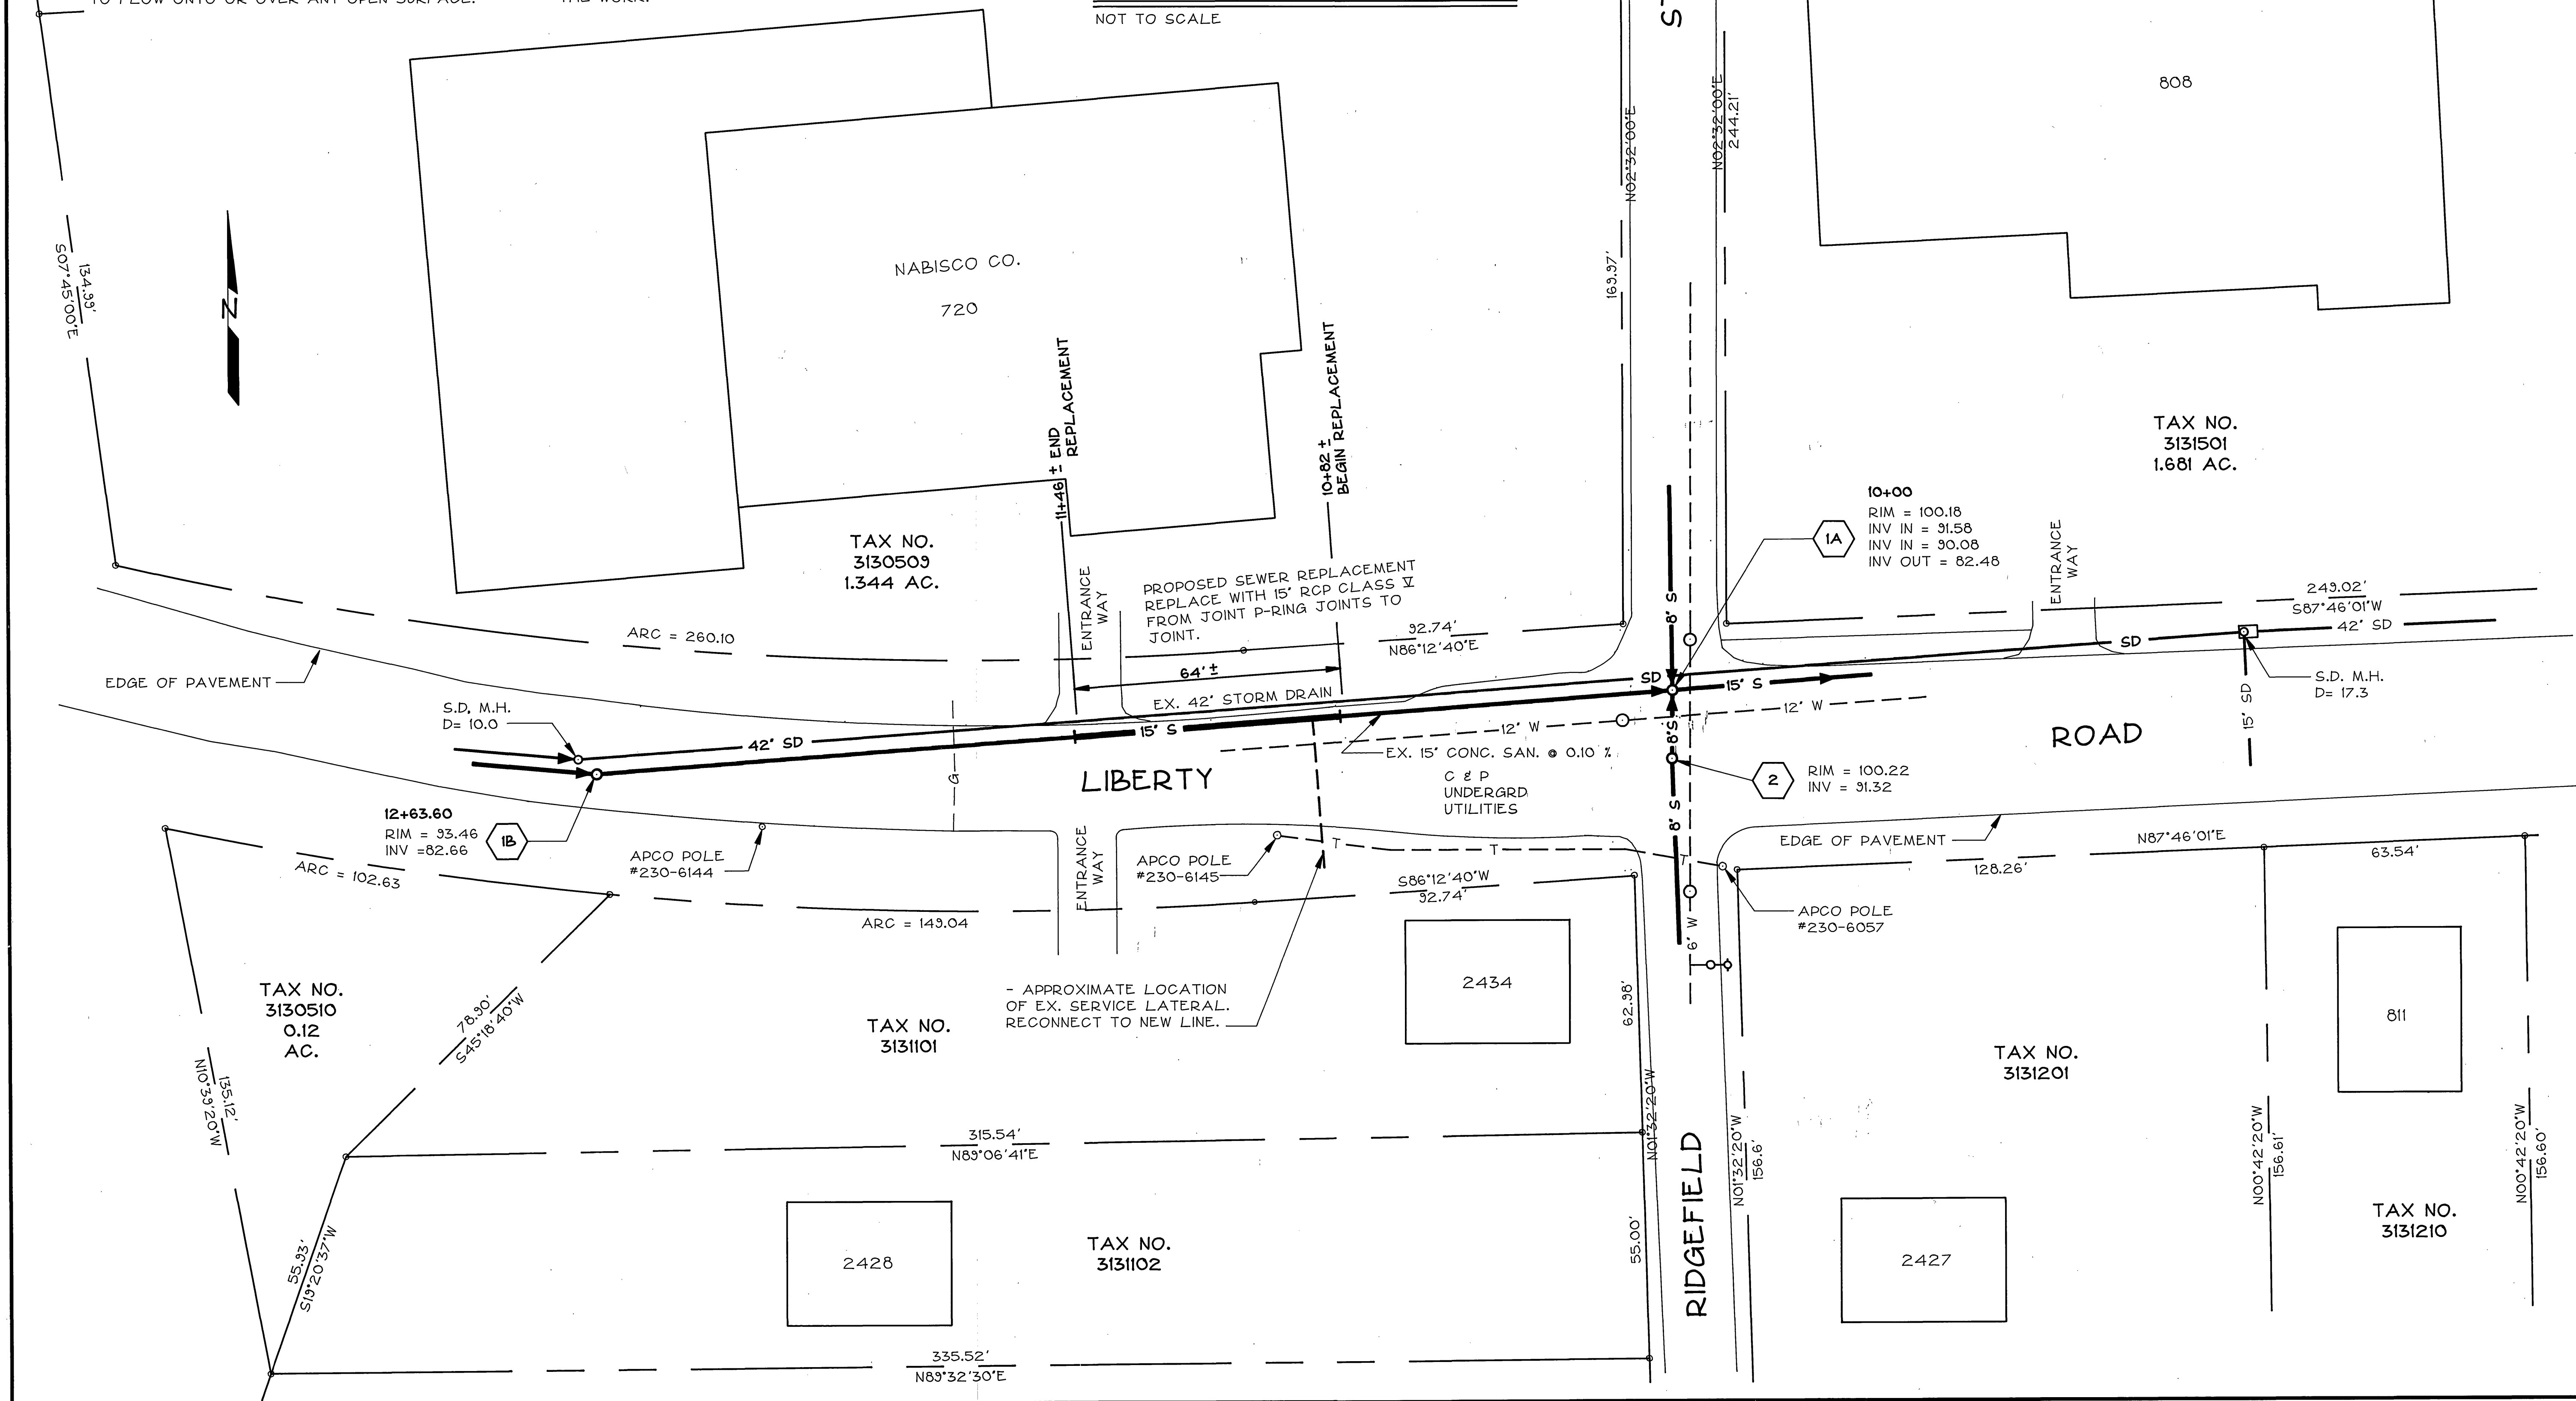 NOT TO SCALE
ST
808
N02°32'00"E
N02°32'00"E
244.21'
169.97'
134.99'
S07°45'00"E
N
NABISCO CO.
720
11+46 ± END
REPLACEMENT
10+82 ±
BEGIN REPLACEMENT
TAX NO.
3131501
1.681 AC.
10+00
RIM = 100.18
INV IN = 91.58
INV IN = 90.08
INV OUT = 82.48
1A
TAX NO.
3130509
1.344 AC.
ENTRANCE
WAY
PROPOSED SEWER REPLACEMENT
REPLACE WITH 15" RCP CLASS V
FROM JOINT P-RING JOINTS TO
JOINT.
ENTRANCE
WAY
249.02'
S87°46'01"W
8" S
ARC = 260.10
92.74'
N86°12'40"E
42" SD
SD
EDGE OF PAVEMENT
64' ±
EX. 42" STORM DRAIN
SD
15" S
S.D. M.H.
D= 17.3
15" SD
S.D. M.H.
D= 10.0
42" SD
15" S
12" W
12" W
ROAD
8" S
EX. 15" CONC. SAN. @ 0.10 %
G
LIBERTY
C & P
UNDERGRD.
UTILITIES
2
RIM = 100.22
INV = 91.32
8" S
12+63.60
RIM = 93.46
INV =82.66
1B
APCO POLE
#230-6144
ENTRANCE
WAY
APCO POLE
#230-6145
T
T
T
EDGE OF PAVEMENT
N87°46'01"E
63.54'
128.26'
ARC = 102.63
S86°12'40"W
92.74'
ARC = 149.04
APCO POLE
#230-6057
6" W
TAX NO.
3130510
0.12
AC.
78.90'
S45°18'40"W
- APPROXIMATE LOCATION
OF EX. SERVICE LATERAL.
RECONNECT TO NEW LINE.
2434
62.98'
811
TAX NO.
3131101
TAX NO.
3131201
135.12'
N10°39'20"W
315.54'
N89°06'41"E
N01°32'20"W
N01°32'20"W
156.6'
N00°42'20"W
156.61'
N00°42'20"W
156.60'
RIDGEFIELD
TAX NO.
3131210
55.93'
S19°20'37"W
2428
TAX NO.
3131102
55.00'
2427
335.52'
N89°32'30"E